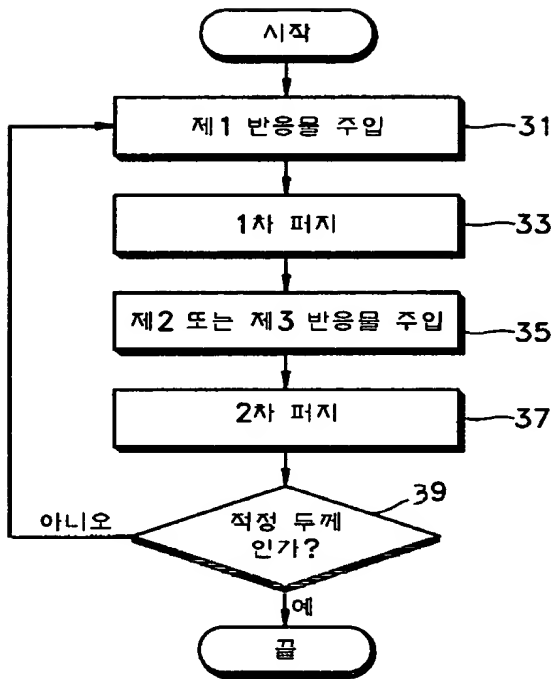 시작
제1 반응물 주입
31
1차 퍼지
33
제2 또는 제3 반응물 주입
35
2차 퍼지
37
39
적정 두께
인가?
아니오
예
끝